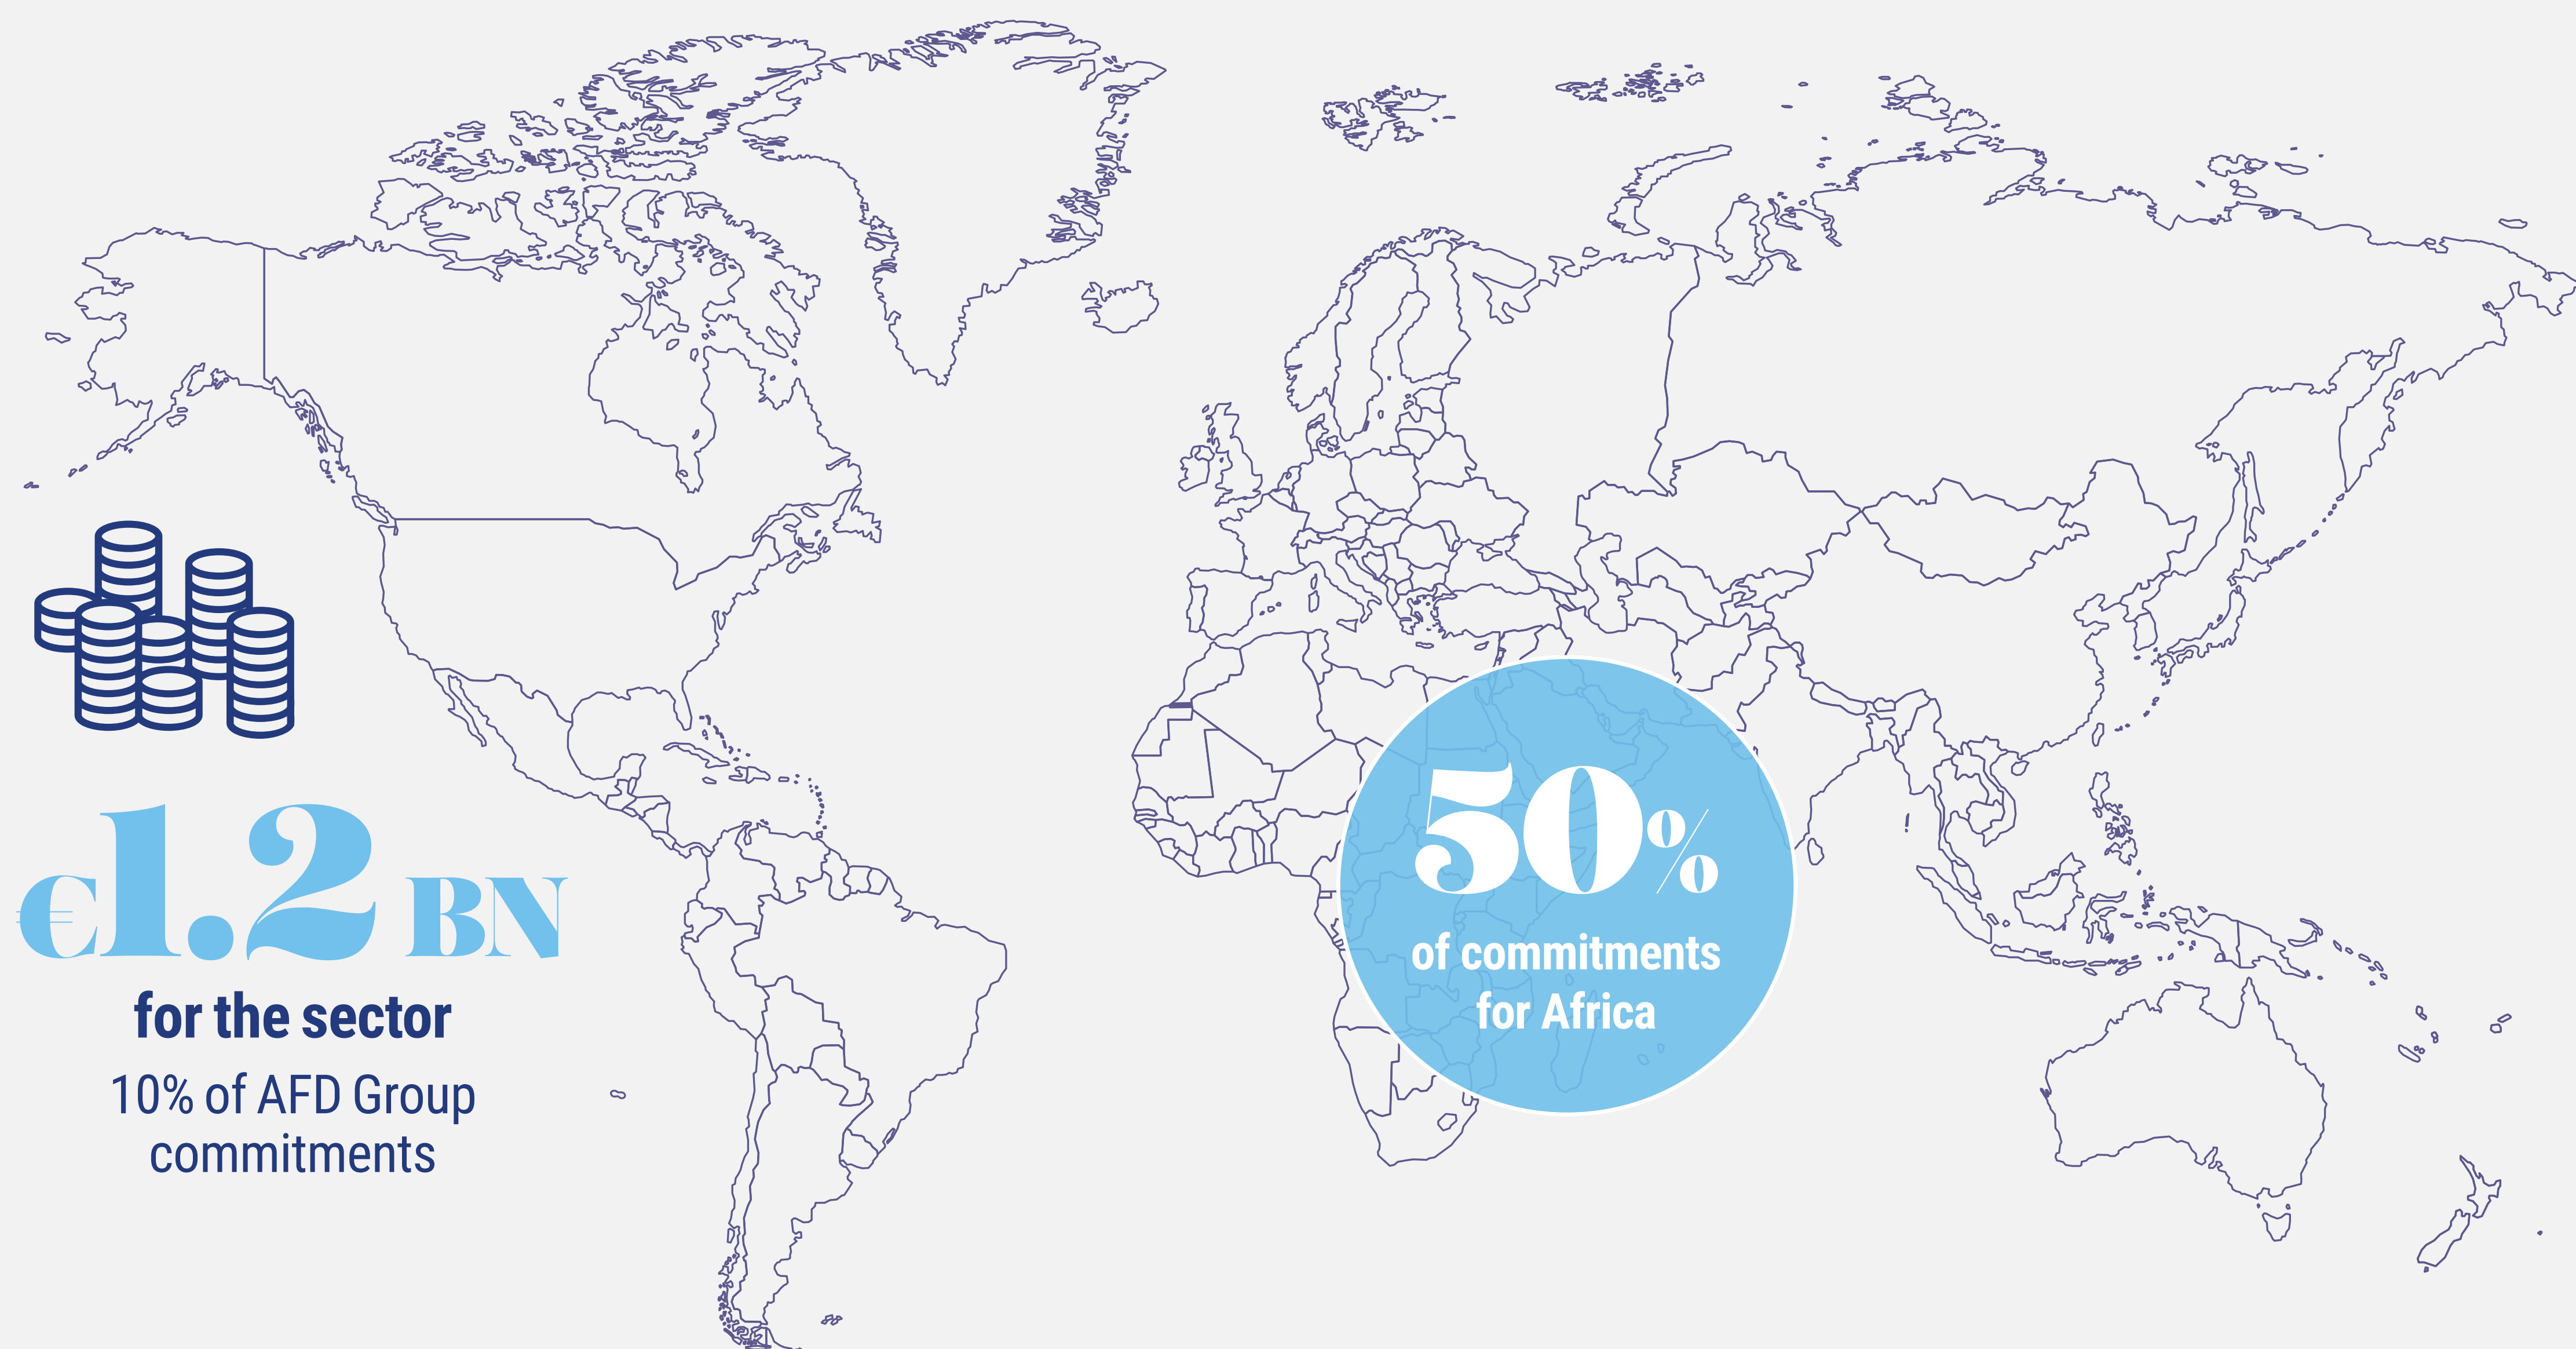 €1.2 BN
for the sector
10% of AFD Group
commitments
50%
of commitments
for Africa